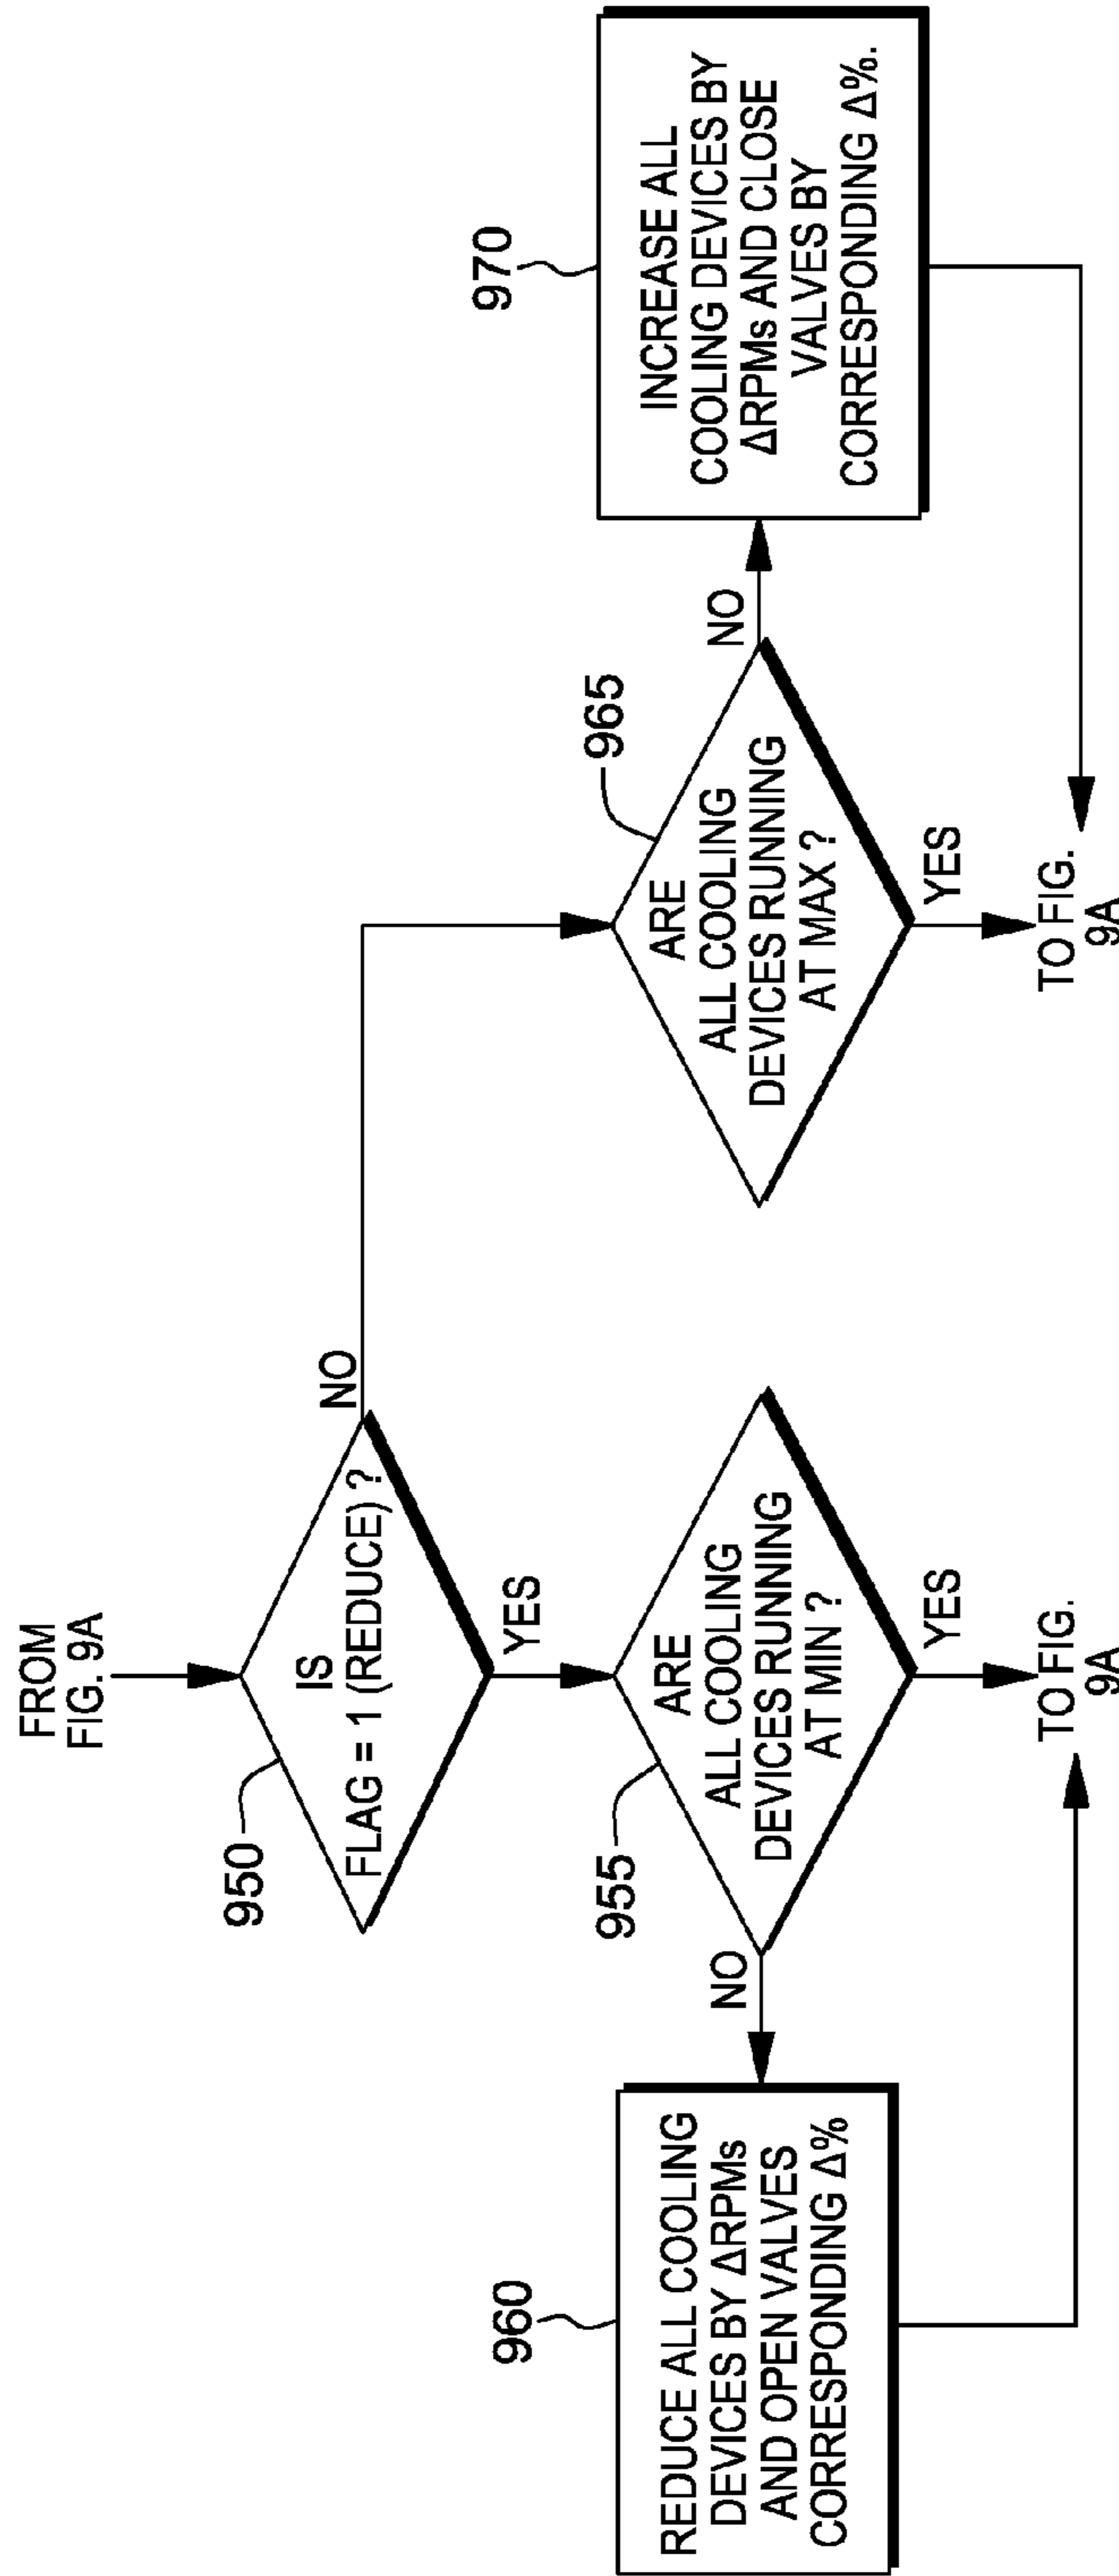 FROM
FIG. 9A
950
IS
FLAG = 1 (REDUCE) ?
NO
YES
955
ARE
ALL COOLING
DEVICES RUNNING
AT MIN ?
NO
YES
960
REDUCE ALL COOLING
DEVICES BY ΔRPMs
AND OPEN VALVES
CORRESPONDING Δ%
TO FIG.
9A
965
ARE
ALL COOLING
DEVICES RUNNING
AT MAX ?
NO
YES
970
INCREASE ALL
COOLING DEVICES BY
ΔRPMs AND CLOSE
VALVES BY
CORRESPONDING Δ%.
TO FIG.
9A